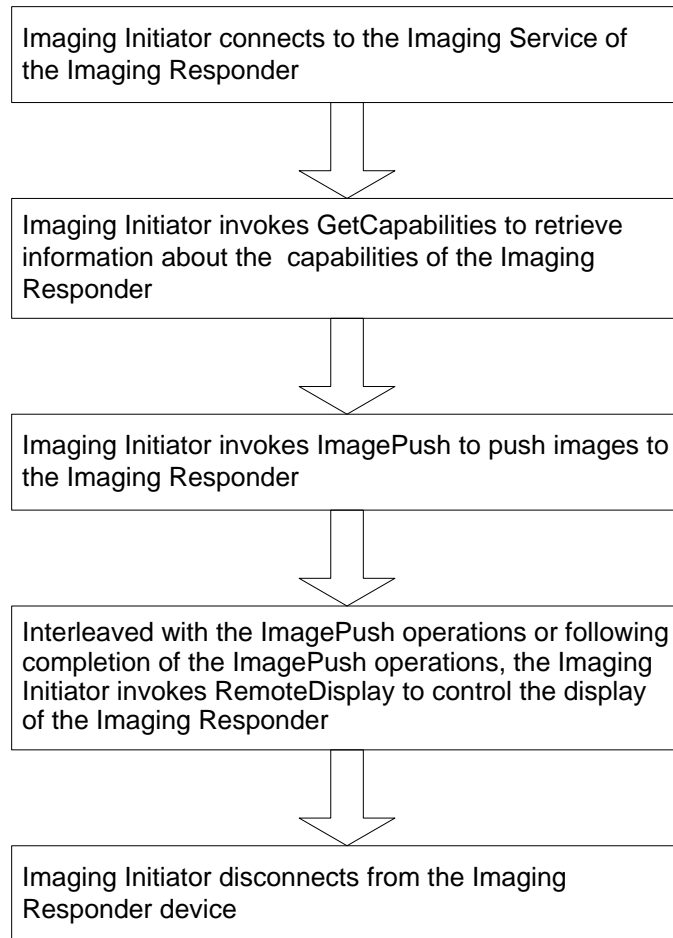 Imaging Initiator connects to the Imaging Service of
the Imaging Responder
Imaging Initiator invokes GetCapabilities to retrieve
information about the  capabilities of the Imaging
Responder
Imaging Initiator invokes ImagePush to push images to
the Imaging Responder
Interleaved with the ImagePush operations or following
completion of the ImagePush operations, the Imaging
Initiator invokes RemoteDisplay to control the display
of the Imaging Responder
Imaging Initiator disconnects from the Imaging
Responder device